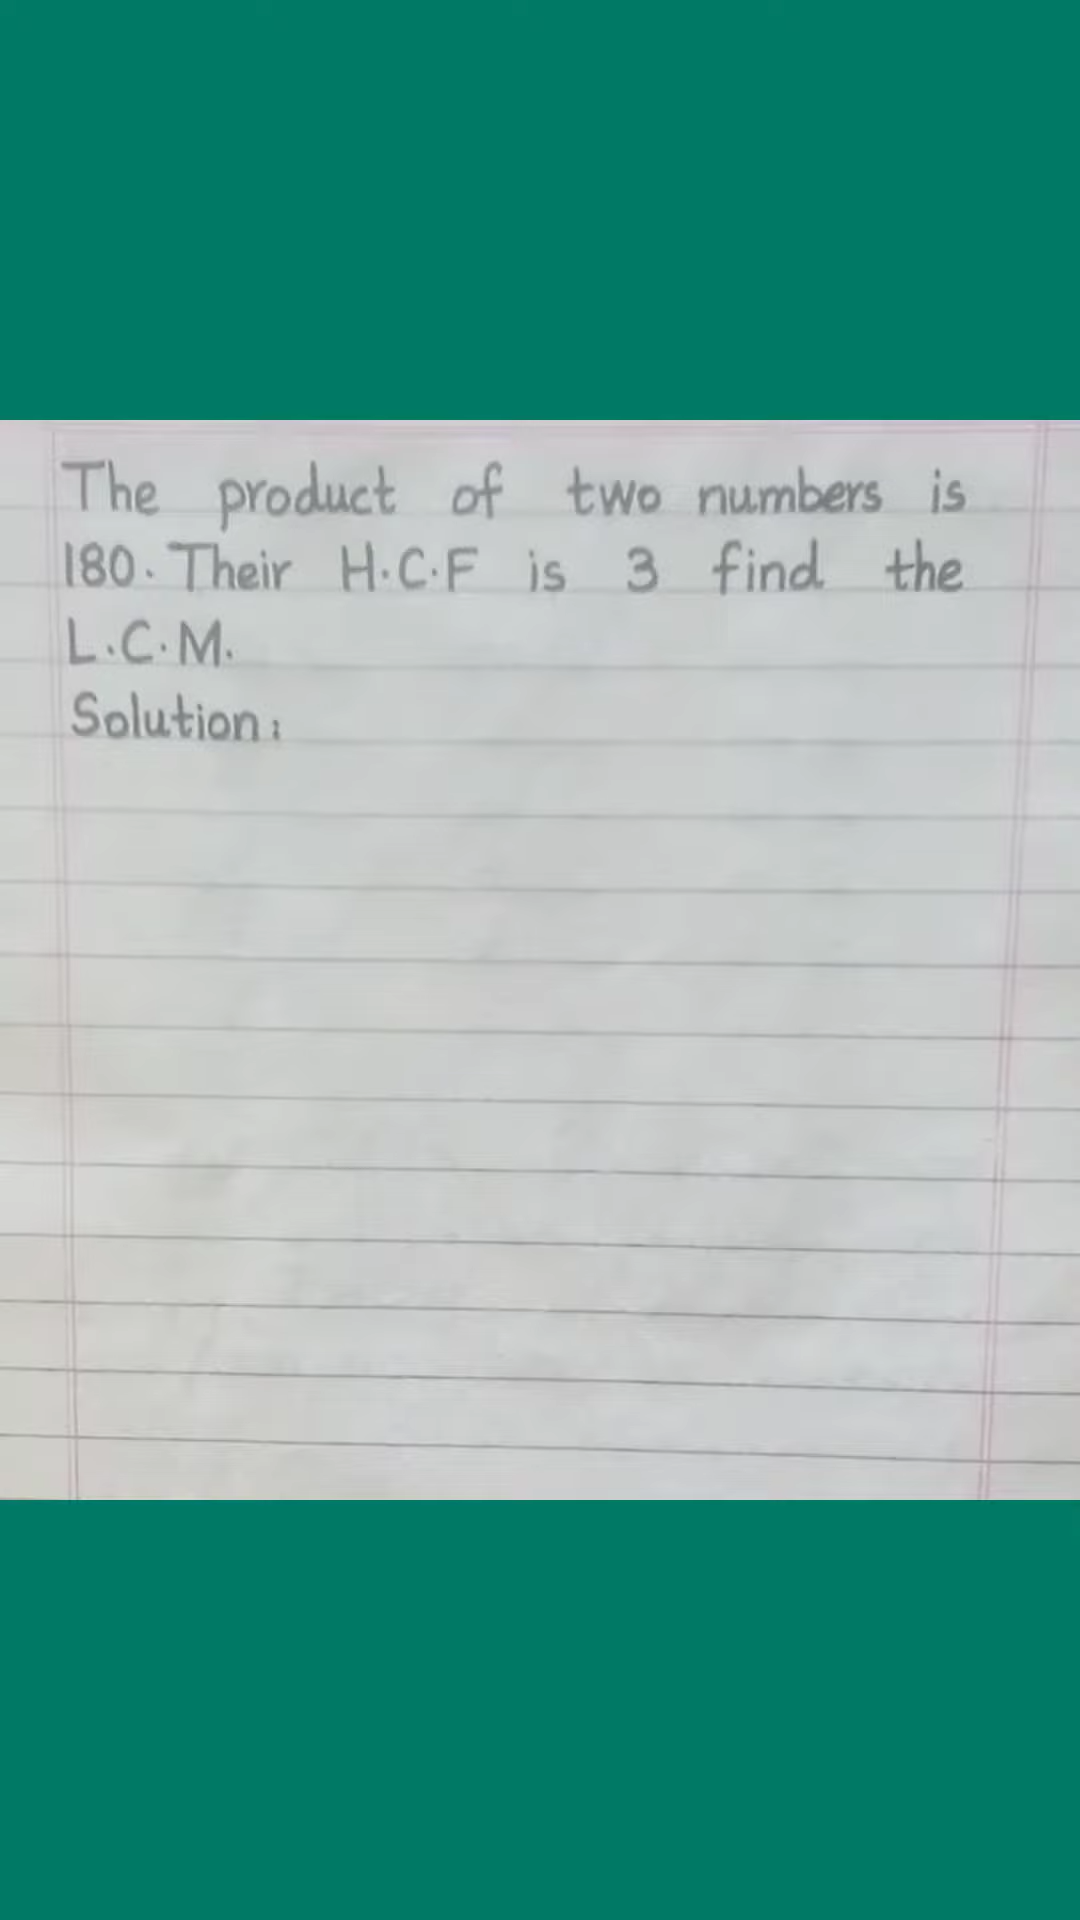 The product of two numbers is
180. Their H.C.F is 3 find the
L.C.M.
Solution: